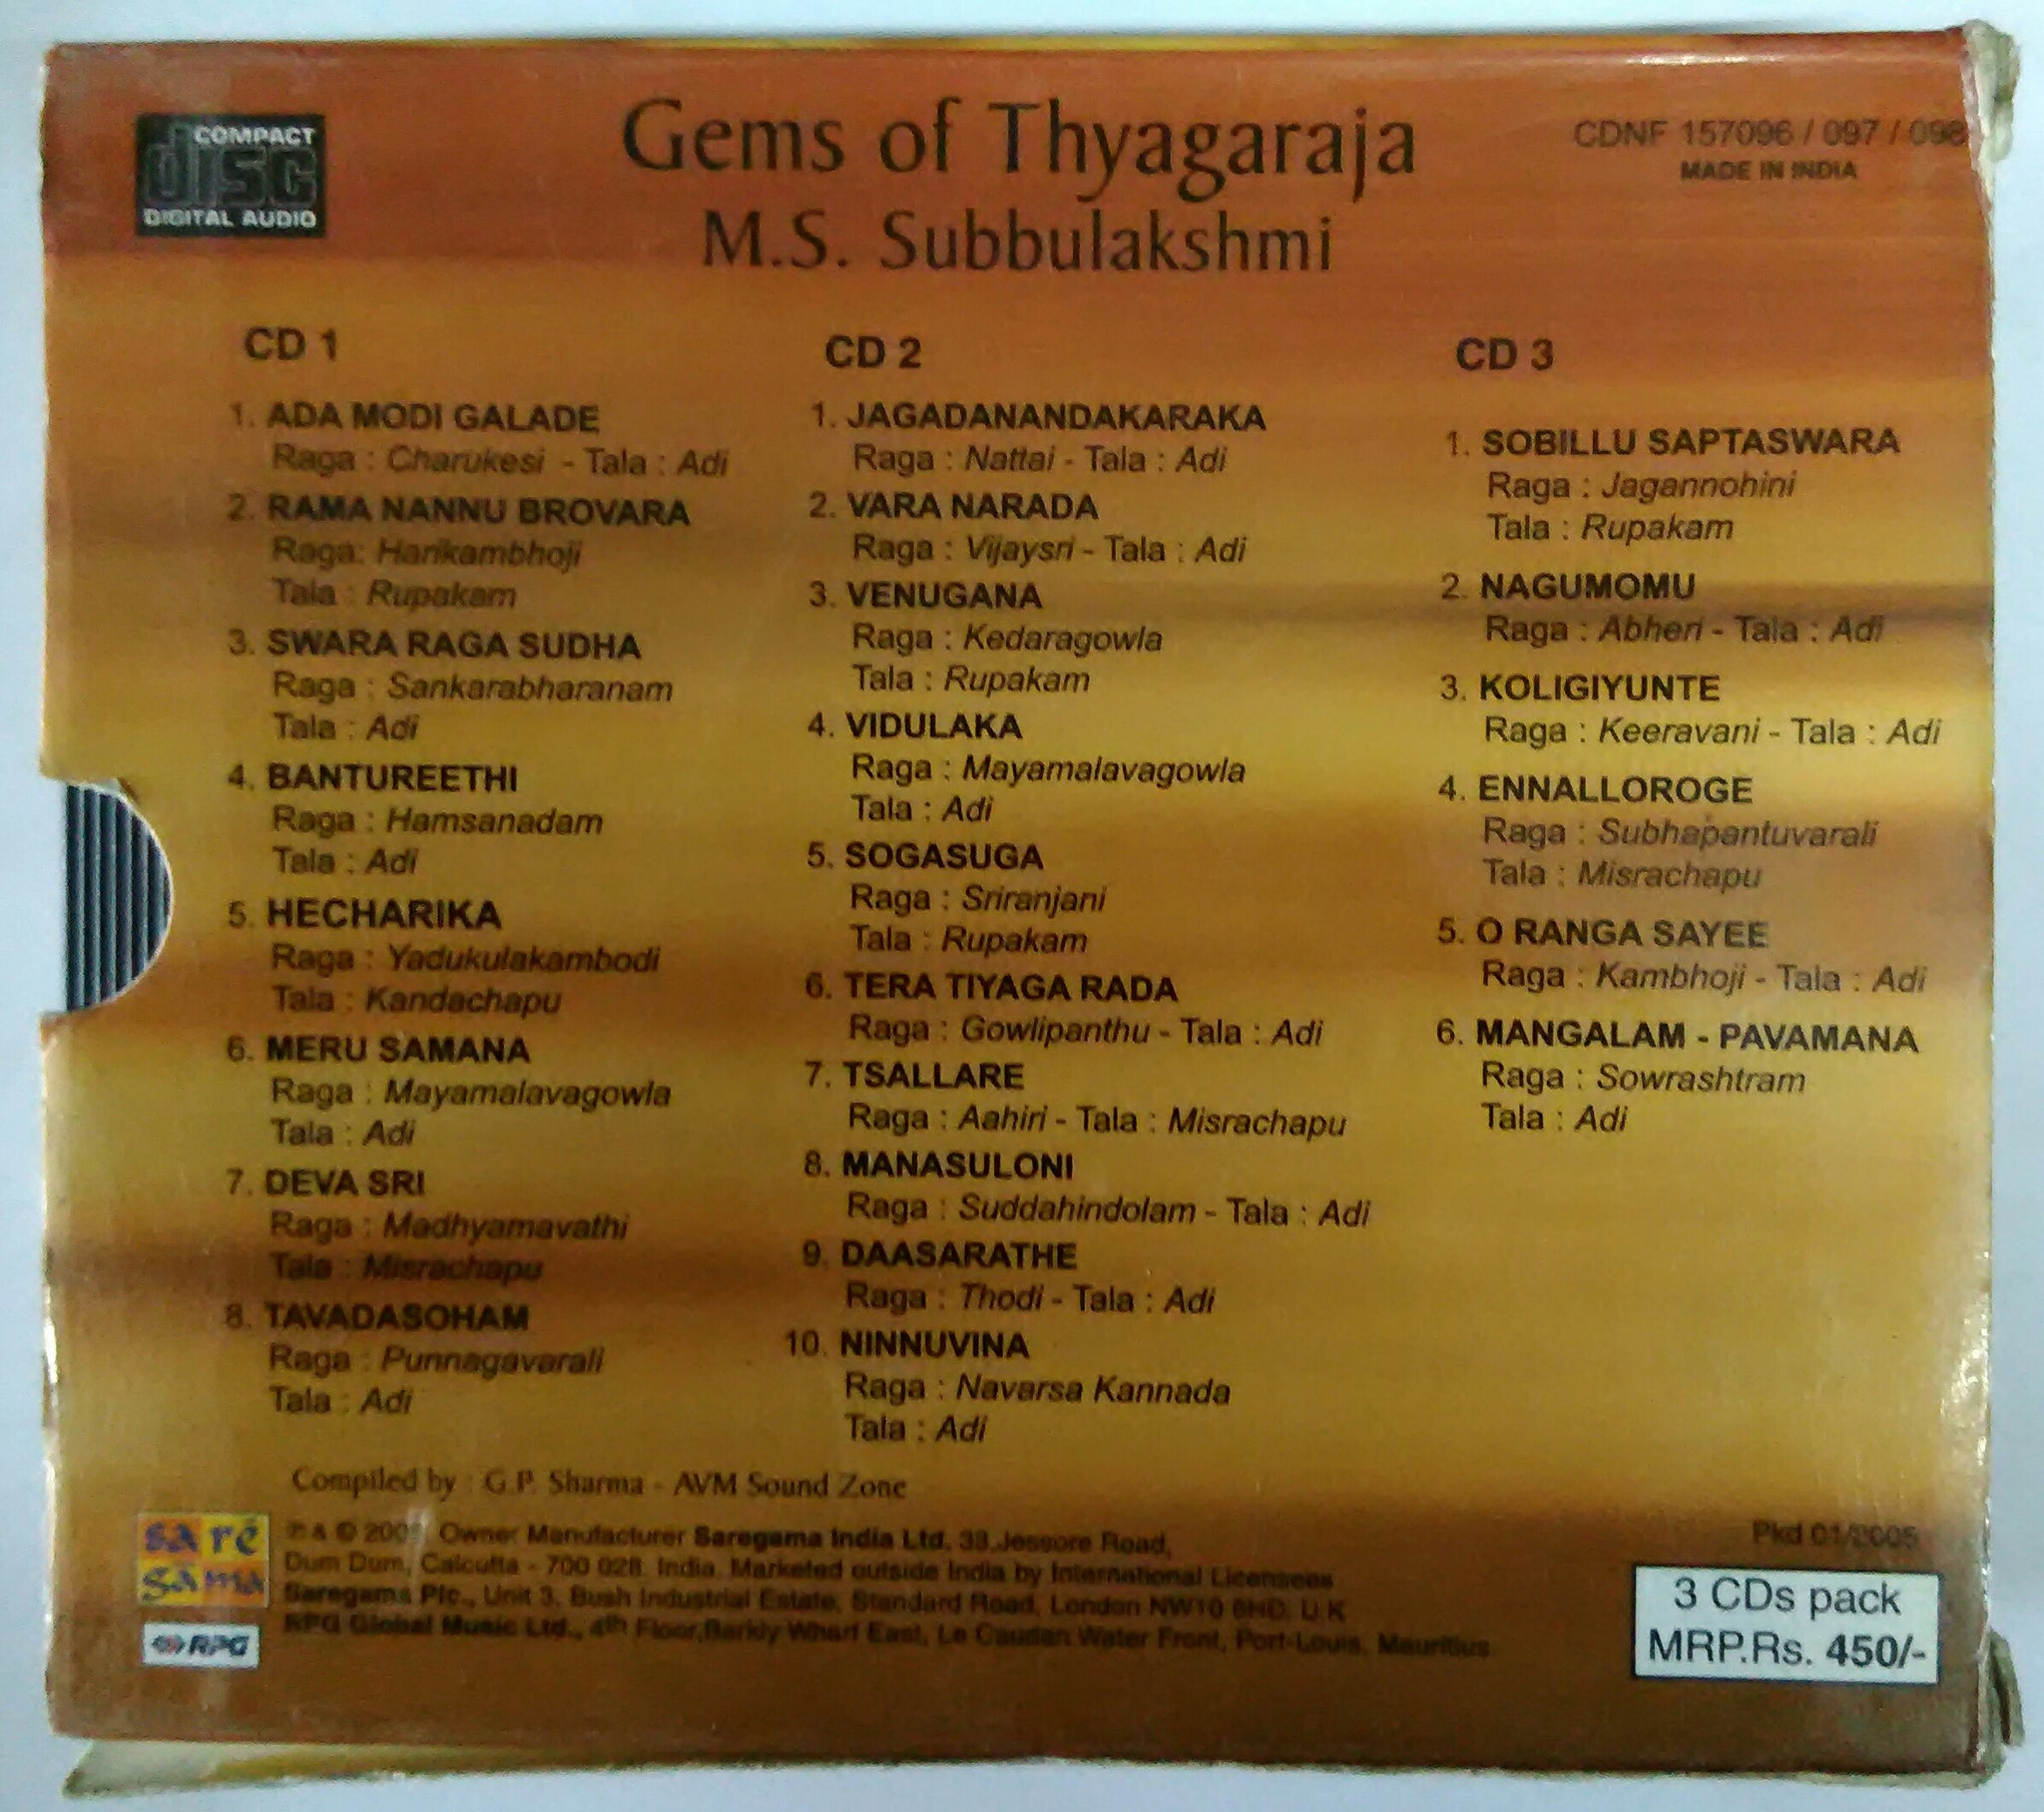 COMPACT
disc
DIGITAL AUDIO
Gems of Thyagaraja
M.S. Subbulakshmi
CDNF 157096 / 097 / 098
MADE IN INDIA
CD 1
1. ADA MODI GALADE
Raga : Charukesi - Tala : Adi
2. RAMA NANNU BROVARA
Raga: Harikambhoji
Tala : Rupakam
3. SWARA RAGA SUDHA
Raga : Sankarabharanam
Tala : Adi
4. BANTUREETHI
Raga : Hamsanadam
Tala : Adi
5. HECHARIKA
Raga : Yadukulakambodi
Tala : Kandachapu
6. MERU SAMANA
Raga : Mayamalavagowla
Tala : Adi
7. DEVA SRI
Raga : Madhyamavathi
Tala : Misrachapu
8. TAVADASOHAM
Raga : Punnagavarali
Tala : Adi
CD 2
1. JAGADANANDAKARAKA
Raga : Nattai - Tala : Adi
2. VARA NARADA
Raga : Vijaysri - Tala : Adi
3. VENUGANA
Raga : Kedaragowla
Tala : Rupakam
4. VIDULAKA
Raga : Mayamalavagowla
Tala : Adi
5. SOGASUGA
Raga : Sriranjani
Tala : Rupakam
6. TERA TIYAGA RADA
Raga : Gowlipanthu - Tala : Adi
7. TSALLARE
Raga : Aahiri - Tala : Misrachapu
8. MANASULONI
Raga : Suddahindolam - Tala : Adi
9. DAASARATHE
Raga : Thodi - Tala : Adi
10. NINNUVINA
Raga : Navarsa Kannada
Tala : Adi
CD 3
1. SOBILLU SAPTASWARA
Raga : Jagannohini
Tala : Rupakam
2. NAGUMOMU
Raga : Abheri - Tala : Adi
3. KOLIGIYUNTE
Raga : Keeravani - Tala : Adi
4. ENNALLOROGE
Raga : Subhapantuvarali
Tala : Misrachapu
5. O RANGA SAYEE
Raga : Kambhoji - Tala : Adi
6. MANGALAM - PAVAMANA
Raga : Sowrashtram
Tala : Adi
Compiled by : G.P. Sharma - AVM Sound Zone
sa re
ga ma
RPG
℗ & © Owner Manufacturer Saregama India Ltd. 33,Jessore Road,
Dum Dum, Calcutta - 700 028. India. Marketed outside India by International Licensees
Saregama Plc., Unit 3, Bush Industrial Estate, Standard Road, London NW10 6HD. U.K
RPG Global Music Ltd., 4th Floor,Barkly Wharf East, Le Caudan Water Front, Port-Louis. Mauritius
Pkd 01/2005
3 CDs pack
MRP.Rs. 450/-